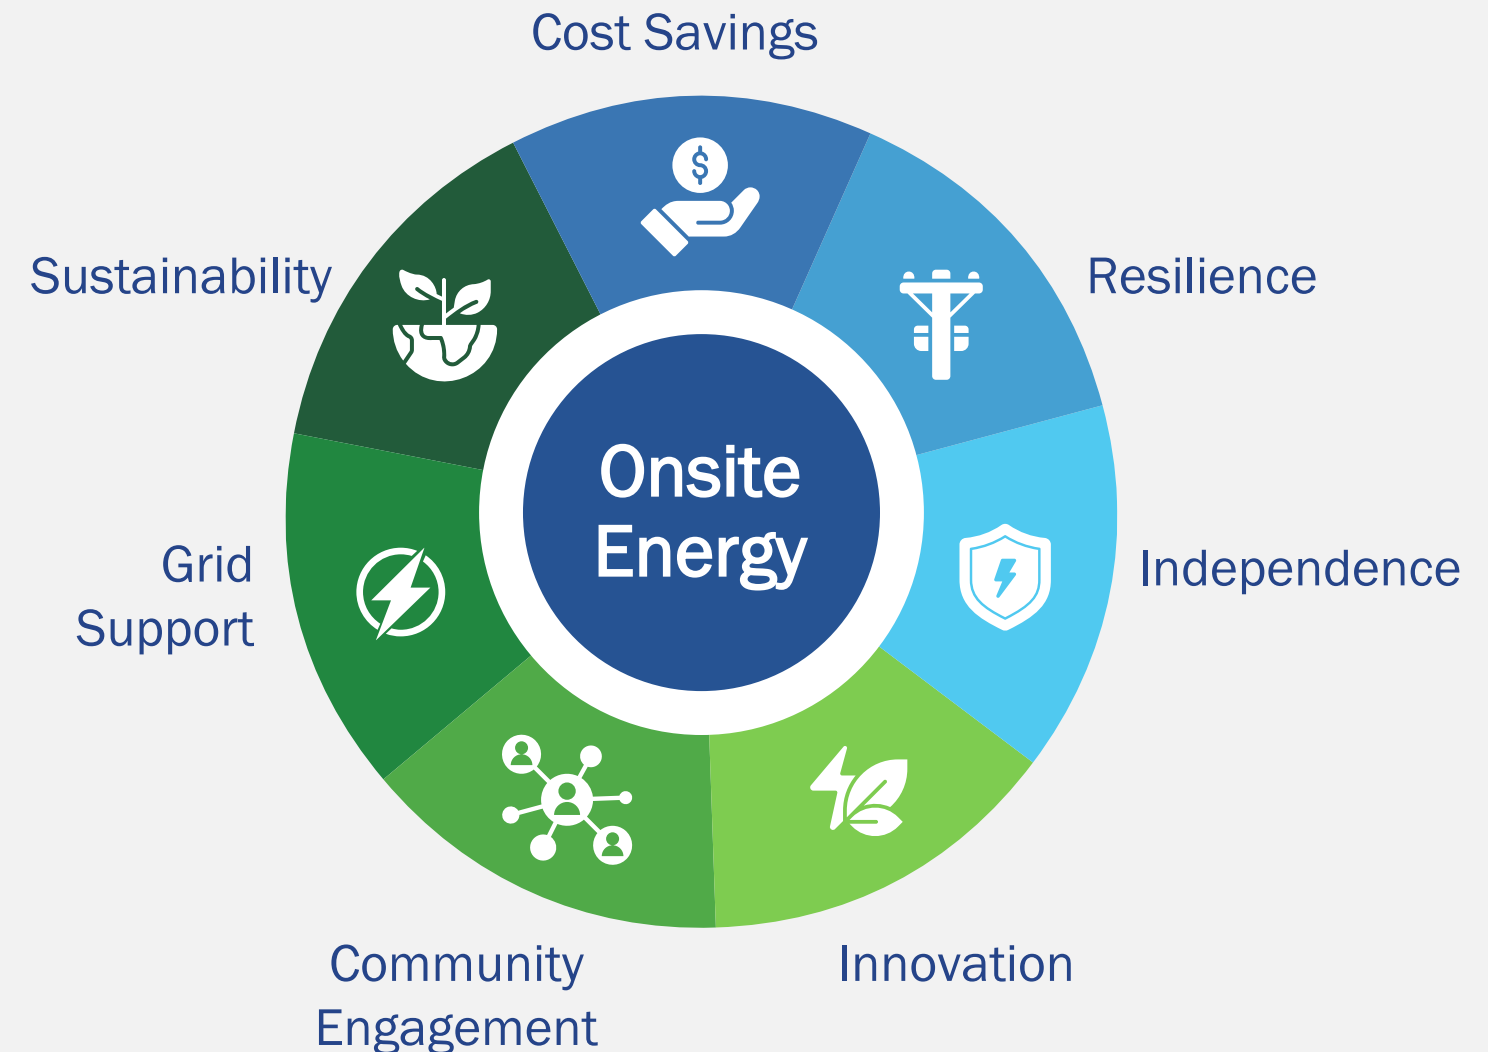 Cost Savings
Sustainability
Resilience
Onsite
Energy
Grid
Support
Independence
Community
Engagement
Innovation
$